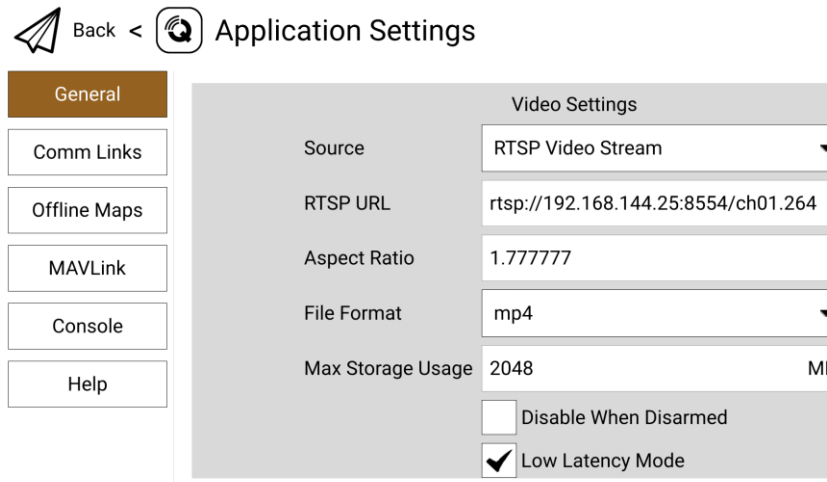 Back < Application Settings
General
Comm Links
Offline Maps
MAVLink
Console
Help
Video Settings
Source RTSP Video Stream
RTSP URL rtsp://192.168.144.25:8554/ch01.264
Aspect Ratio 1.777777
File Format mp4
Max Storage Usage 2048
Disable When Disarmed
Low Latency Mode